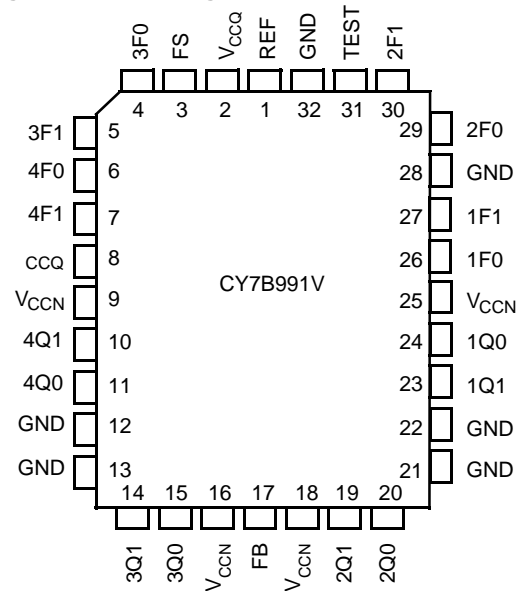 3F0 FS VCCQ REF GND TEST 2F1
4 3 2 1 32 31 30
3F1 5 29 2F0
4F0 6 28 GND
4F1 7 27 1F1
CCQ 8 26 1F0
CY7B991V
VCCN 9 25 VCCN
4Q1 10 24 1Q0
4Q0 11 23 1Q1
GND 12 22 GND
GND 13 21 GND
14 15 16 17 18 19 20
3Q1 3Q0 VCCN FB VCCN 2Q1 2Q0